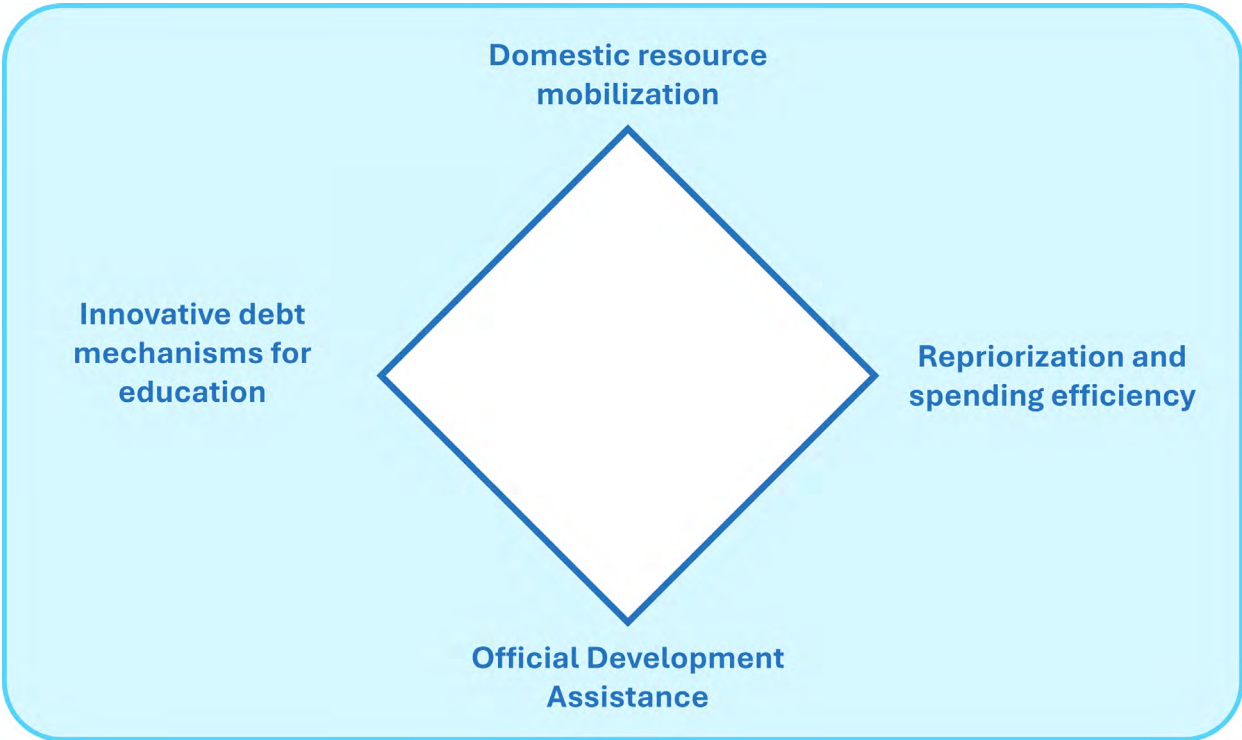 Domestic resource
mobilization
Innovative debt
mechanisms for
education
Repriorization and
spending efficiency
Official Development
Assistance